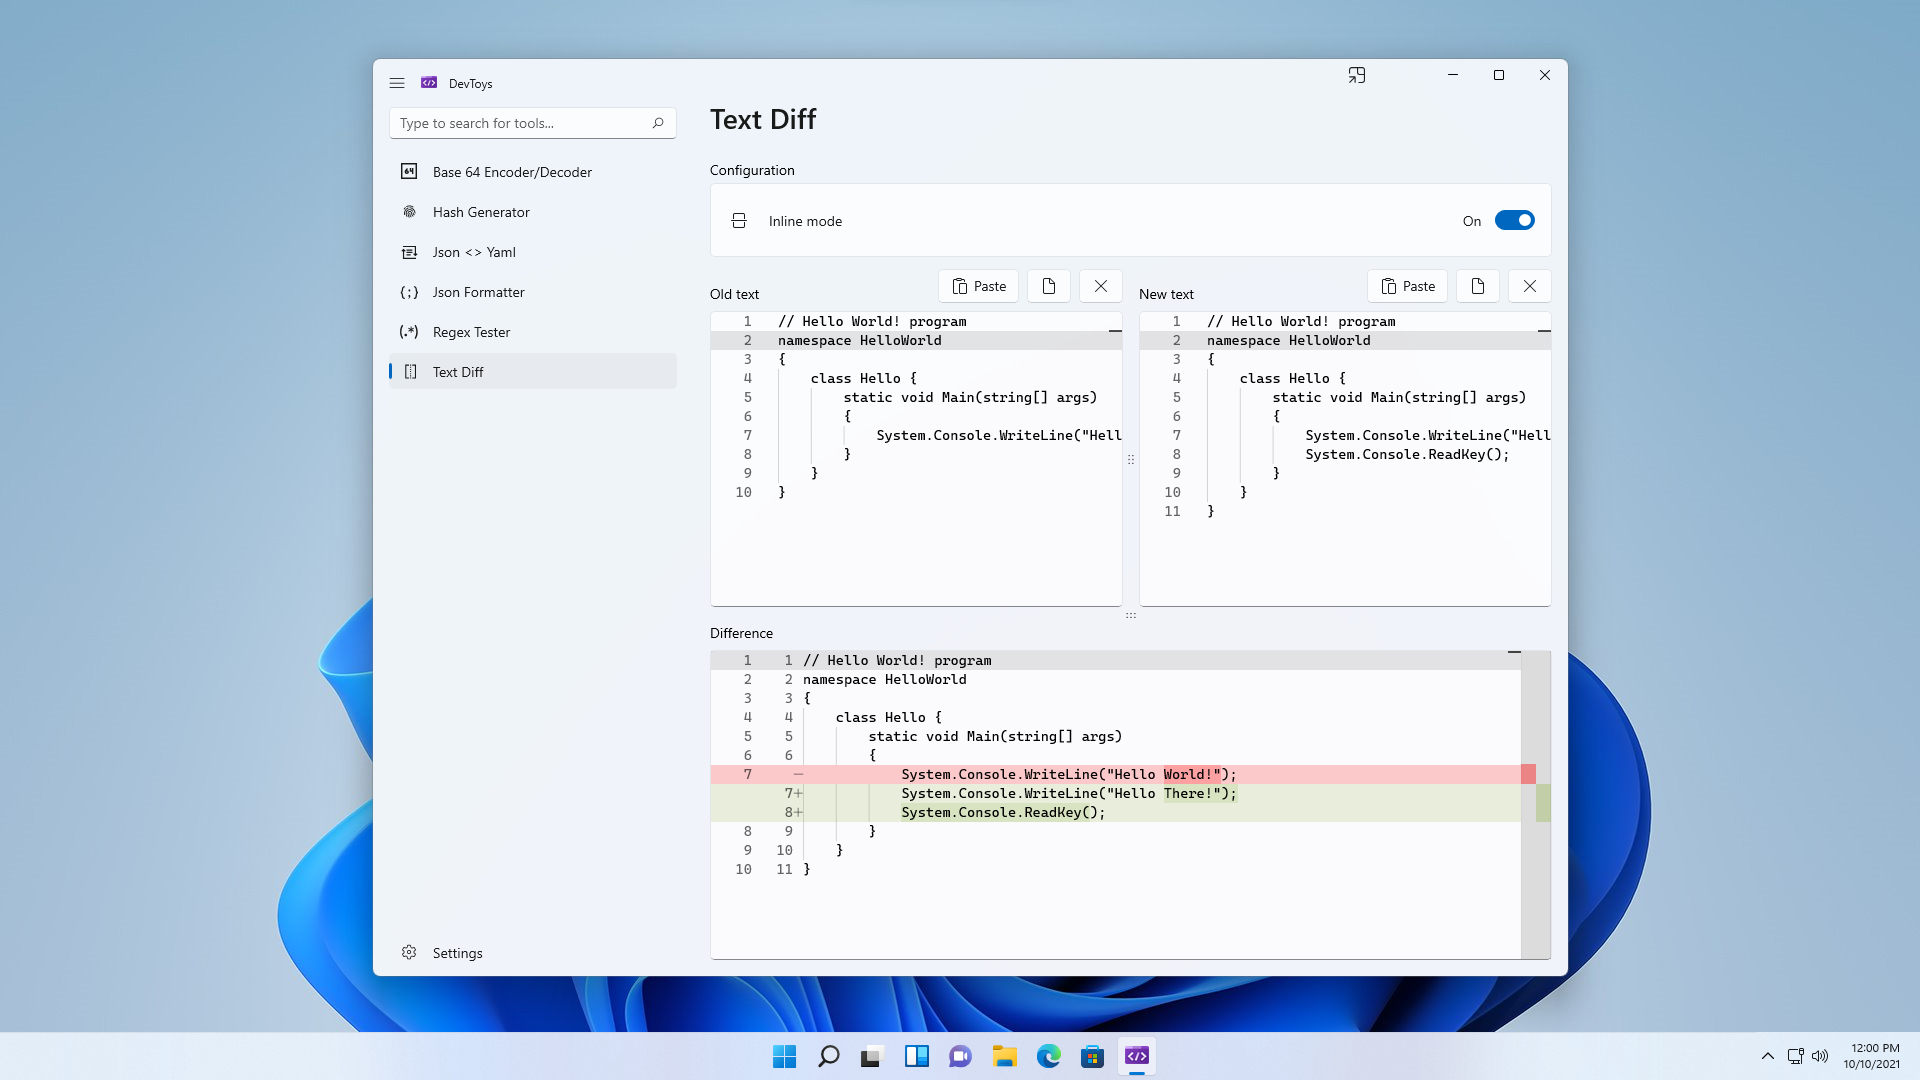 DevToys
Type to search for tools...
Base 64 Encoder/Decoder
Hash Generator
Json <> Yaml
Json Formatter
Regex Tester
Text Diff
Settings
Text Diff
Configuration
Inline mode
On
Old text
Paste
1 // Hello World! program
2 namespace HelloWorld
3 {
4     class Hello {
5         static void Main(string[] args)
6         {
7             System.Console.WriteLine("Hell
8         }
9     }
10 }
New text
Paste
1 // Hello World! program
2 namespace HelloWorld
3 {
4     class Hello {
5         static void Main(string[] args)
6         {
7             System.Console.WriteLine("Hell
8             System.Console.ReadKey();
9         }
10     }
11 }
Difference
1 1 // Hello World! program
2 2 namespace HelloWorld
3 3 {
4 4     class Hello {
5 5         static void Main(string[] args)
6 6         {
7 −             System.Console.WriteLine("Hello World!");
7+             System.Console.WriteLine("Hello There!");
8+             System.Console.ReadKey();
8 9         }
9 10     }
10 11 }
12:00 PM
10/10/2021